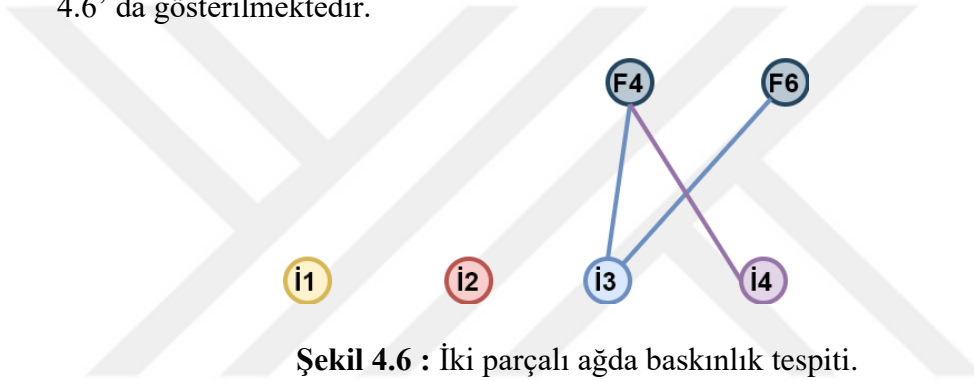 4.6’ da gösterilmektedir.
F4 F6
İ1 İ2 İ3 İ4
Şekil 4.6 : İki parçalı ağda baskınlık tespiti.